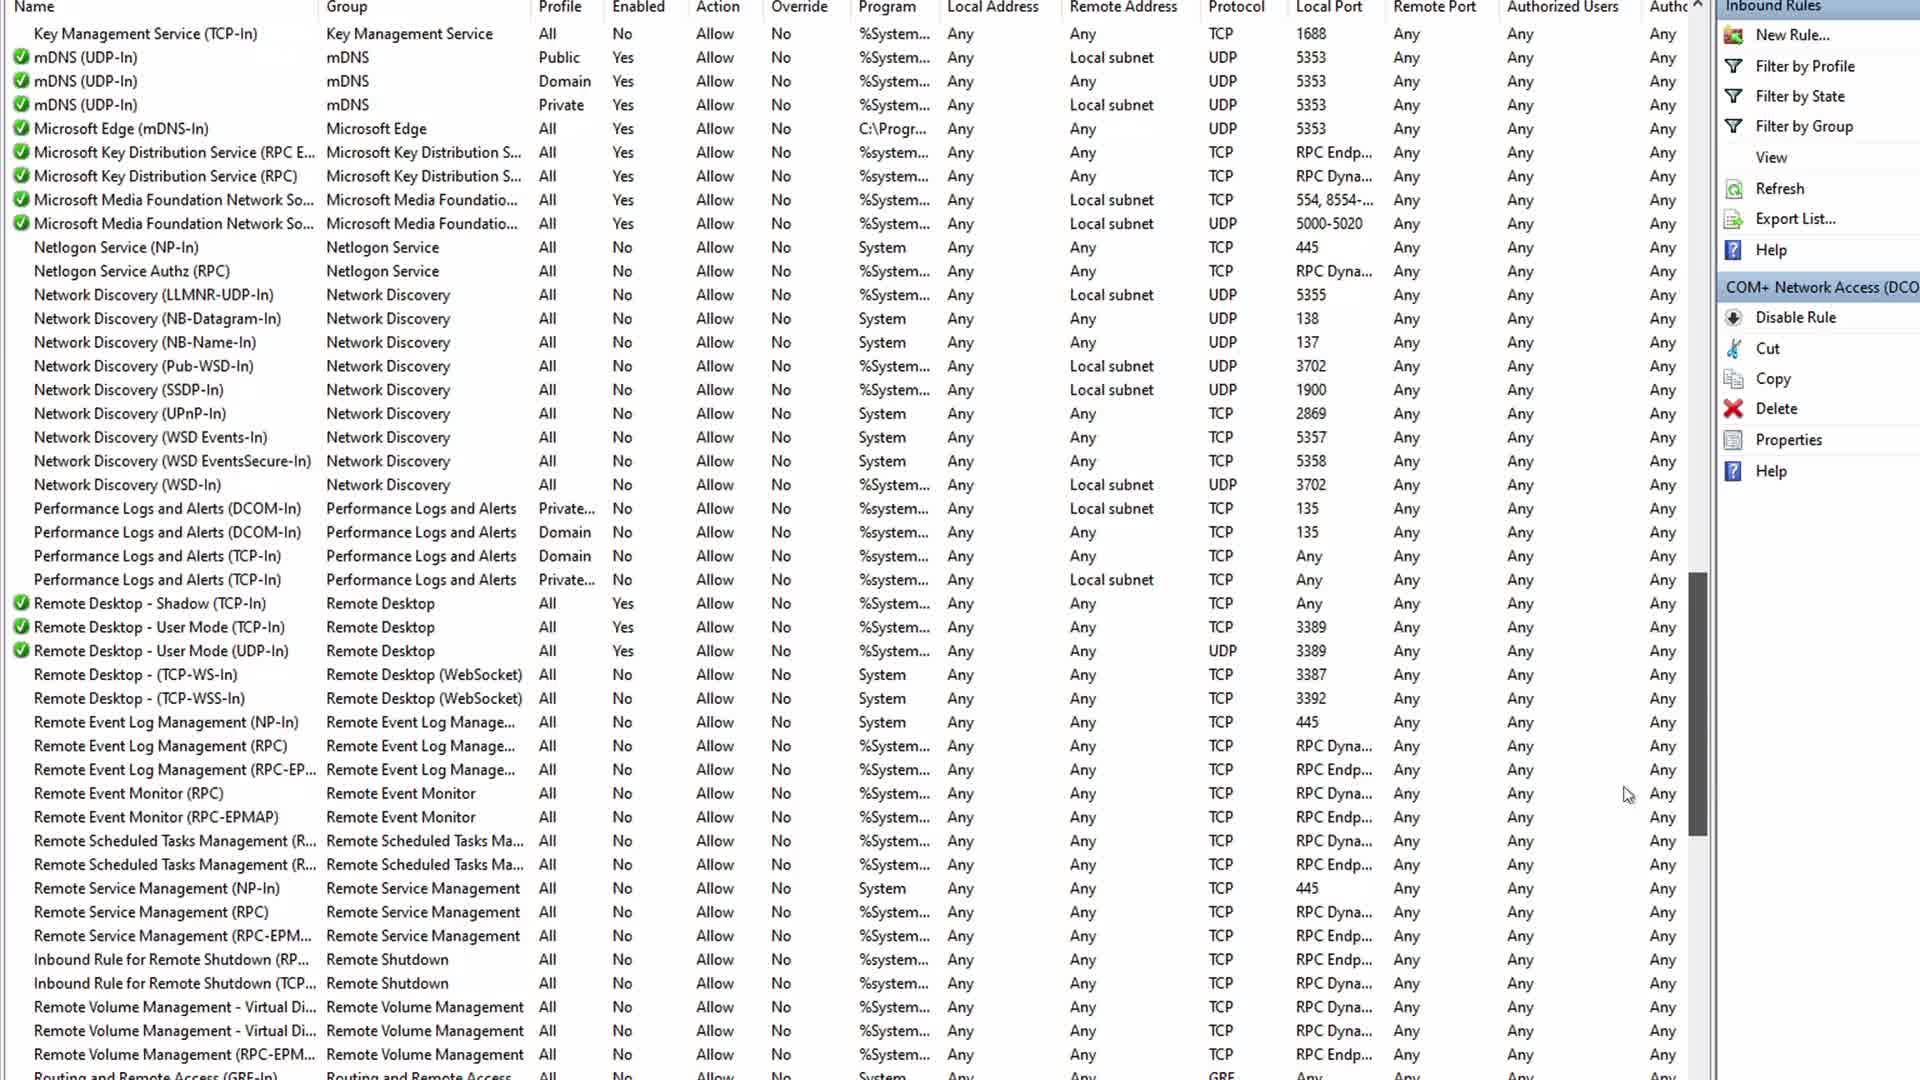 Name Group Profile Enabled Action Override Program Local Address Remote Address Protocol Local Port Remote Port Authorized Users Autho
Key Management Service (TCP-In) Key Management Service All No Allow No %System... Any Any TCP 1688 Any Any Any
mDNS (UDP-In) mDNS Public Yes Allow No %System... Any Local subnet UDP 5353 Any Any Any
mDNS (UDP-In) mDNS Domain Yes Allow No %System... Any Any UDP 5353 Any Any Any
mDNS (UDP-In) mDNS Private Yes Allow No %System... Any Local subnet UDP 5353 Any Any Any
Microsoft Edge (mDNS-In) Microsoft Edge All Yes Allow No C:\Progr... Any Any UDP 5353 Any Any Any
Microsoft Key Distribution Service (RPC E... Microsoft Key Distribution S... All Yes Allow No %system... Any Any TCP RPC Endp... Any Any Any
Microsoft Key Distribution Service (RPC) Microsoft Key Distribution S... All Yes Allow No %system... Any Any TCP RPC Dyna... Any Any Any
Microsoft Media Foundation Network So... Microsoft Media Foundatio... All Yes Allow No %System... Any Local subnet TCP 554, 8554-... Any Any Any
Microsoft Media Foundation Network So... Microsoft Media Foundatio... All Yes Allow No %System... Any Local subnet UDP 5000-5020 Any Any Any
Netlogon Service (NP-In) Netlogon Service All No Allow No System Any Any TCP 445 Any Any Any
Netlogon Service Authz (RPC) Netlogon Service All No Allow No %System... Any Any TCP RPC Dyna... Any Any Any
Network Discovery (LLMNR-UDP-In) Network Discovery All No Allow No %System... Any Local subnet UDP 5355 Any Any Any
Network Discovery (NB-Datagram-In) Network Discovery All No Allow No System Any Any UDP 138 Any Any Any
Network Discovery (NB-Name-In) Network Discovery All No Allow No System Any Any UDP 137 Any Any Any
Network Discovery (Pub-WSD-In) Network Discovery All No Allow No %System... Any Local subnet UDP 3702 Any Any Any
Network Discovery (SSDP-In) Network Discovery All No Allow No %System... Any Local subnet UDP 1900 Any Any Any
Network Discovery (UPnP-In) Network Discovery All No Allow No System Any Any TCP 2869 Any Any Any
Network Discovery (WSD Events-In) Network Discovery All No Allow No System Any Any TCP 5357 Any Any Any
Network Discovery (WSD EventsSecure-In) Network Discovery All No Allow No System Any Any TCP 5358 Any Any Any
Network Discovery (WSD-In) Network Discovery All No Allow No %System... Any Local subnet UDP 3702 Any Any Any
Performance Logs and Alerts (DCOM-In) Performance Logs and Alerts Private... No Allow No %system... Any Local subnet TCP 135 Any Any Any
Performance Logs and Alerts (DCOM-In) Performance Logs and Alerts Domain No Allow No %system... Any Any TCP 135 Any Any Any
Performance Logs and Alerts (TCP-In) Performance Logs and Alerts Domain No Allow No %system... Any Any TCP Any Any Any Any
Performance Logs and Alerts (TCP-In) Performance Logs and Alerts Private... No Allow No %system... Any Local subnet TCP Any Any Any Any
Remote Desktop - Shadow (TCP-In) Remote Desktop All Yes Allow No %System... Any Any TCP Any Any Any Any
Remote Desktop - User Mode (TCP-In) Remote Desktop All Yes Allow No %System... Any Any TCP 3389 Any Any Any
Remote Desktop - User Mode (UDP-In) Remote Desktop All Yes Allow No %System... Any Any UDP 3389 Any Any Any
Remote Desktop - (TCP-WS-In) Remote Desktop (WebSocket) All No Allow No System Any Any TCP 3387 Any Any Any
Remote Desktop - (TCP-WSS-In) Remote Desktop (WebSocket) All No Allow No System Any Any TCP 3392 Any Any Any
Remote Event Log Management (NP-In) Remote Event Log Manage... All No Allow No System Any Any TCP 445 Any Any Any
Remote Event Log Management (RPC) Remote Event Log Manage... All No Allow No %System... Any Any TCP RPC Dyna... Any Any Any
Remote Event Log Management (RPC-EP... Remote Event Log Manage... All No Allow No %System... Any Any TCP RPC Endp... Any Any Any
Remote Event Monitor (RPC) Remote Event Monitor All No Allow No %System... Any Any TCP RPC Dyna... Any Any Any
Remote Event Monitor (RPC-EPMAP) Remote Event Monitor All No Allow No %System... Any Any TCP RPC Endp... Any Any Any
Remote Scheduled Tasks Management (R... Remote Scheduled Tasks Ma... All No Allow No %System... Any Any TCP RPC Dyna... Any Any Any
Remote Scheduled Tasks Management (R... Remote Scheduled Tasks Ma... All No Allow No %System... Any Any TCP RPC Endp... Any Any Any
Remote Service Management (NP-In) Remote Service Management All No Allow No System Any Any TCP 445 Any Any Any
Remote Service Management (RPC) Remote Service Management All No Allow No %System... Any Any TCP RPC Dyna... Any Any Any
Remote Service Management (RPC-EPM... Remote Service Management All No Allow No %System... Any Any TCP RPC Endp... Any Any Any
Inbound Rule for Remote Shutdown (RP... Remote Shutdown All No Allow No %system... Any Any TCP RPC Endp... Any Any Any
Inbound Rule for Remote Shutdown (TCP... Remote Shutdown All No Allow No %system... Any Any TCP RPC Dyna... Any Any Any
Remote Volume Management - Virtual Di... Remote Volume Management All No Allow No %System... Any Any TCP RPC Dyna... Any Any Any
Remote Volume Management - Virtual Di... Remote Volume Management All No Allow No %System... Any Any TCP RPC Dyna... Any Any Any
Remote Volume Management (RPC-EPM... Remote Volume Management All No Allow No %System... Any Any TCP RPC Endp... Any Any Any
Routing and Remote Access (GRE-In) Routing and Remote Access All No Allow No System Any Any GRE Any Any Any Any
Inbound Rules
New Rule...
Filter by Profile
Filter by State
Filter by Group
View
Refresh
Export List...
Help
COM+ Network Access (DCO
Disable Rule
Cut
Copy
Delete
Properties
Help